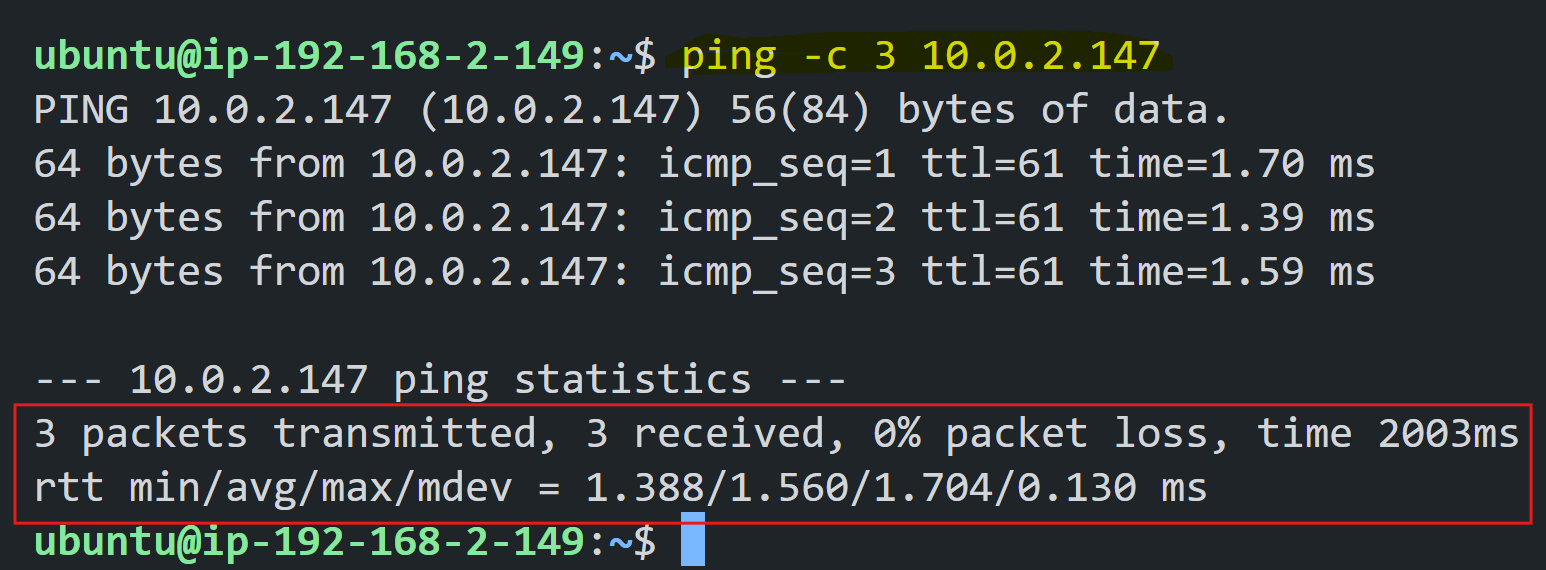 ubuntu@ip-192-168-2-149:~$ ping -c 3 10.0.2.147
PING 10.0.2.147 (10.0.2.147) 56(84) bytes of data.
64 bytes from 10.0.2.147: icmp_seq=1 ttl=61 time=1.70 ms
64 bytes from 10.0.2.147: icmp_seq=2 ttl=61 time=1.39 ms
64 bytes from 10.0.2.147: icmp_seq=3 ttl=61 time=1.59 ms
--- 10.0.2.147 ping statistics ---
3 packets transmitted, 3 received, 0% packet loss, time 2003ms
rtt min/avg/max/mdev = 1.388/1.560/1.704/0.130 ms
ubuntu@ip-192-168-2-149:~$